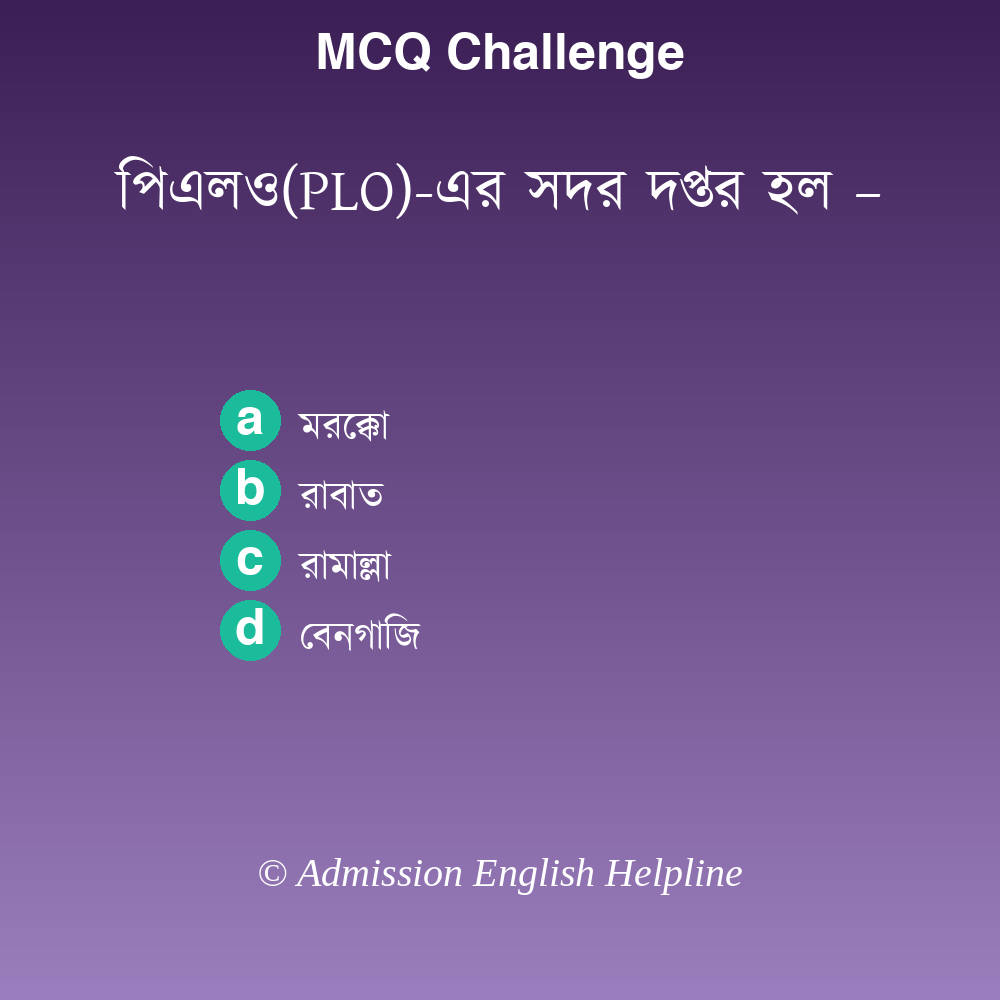 MCQ Challenge
পিএলও(PLO)-এর সদর দপ্তর হল –
a মরক্কো
b রাবাত
c রামাল্লা
d বেনগাজি
© Admission English Helpline